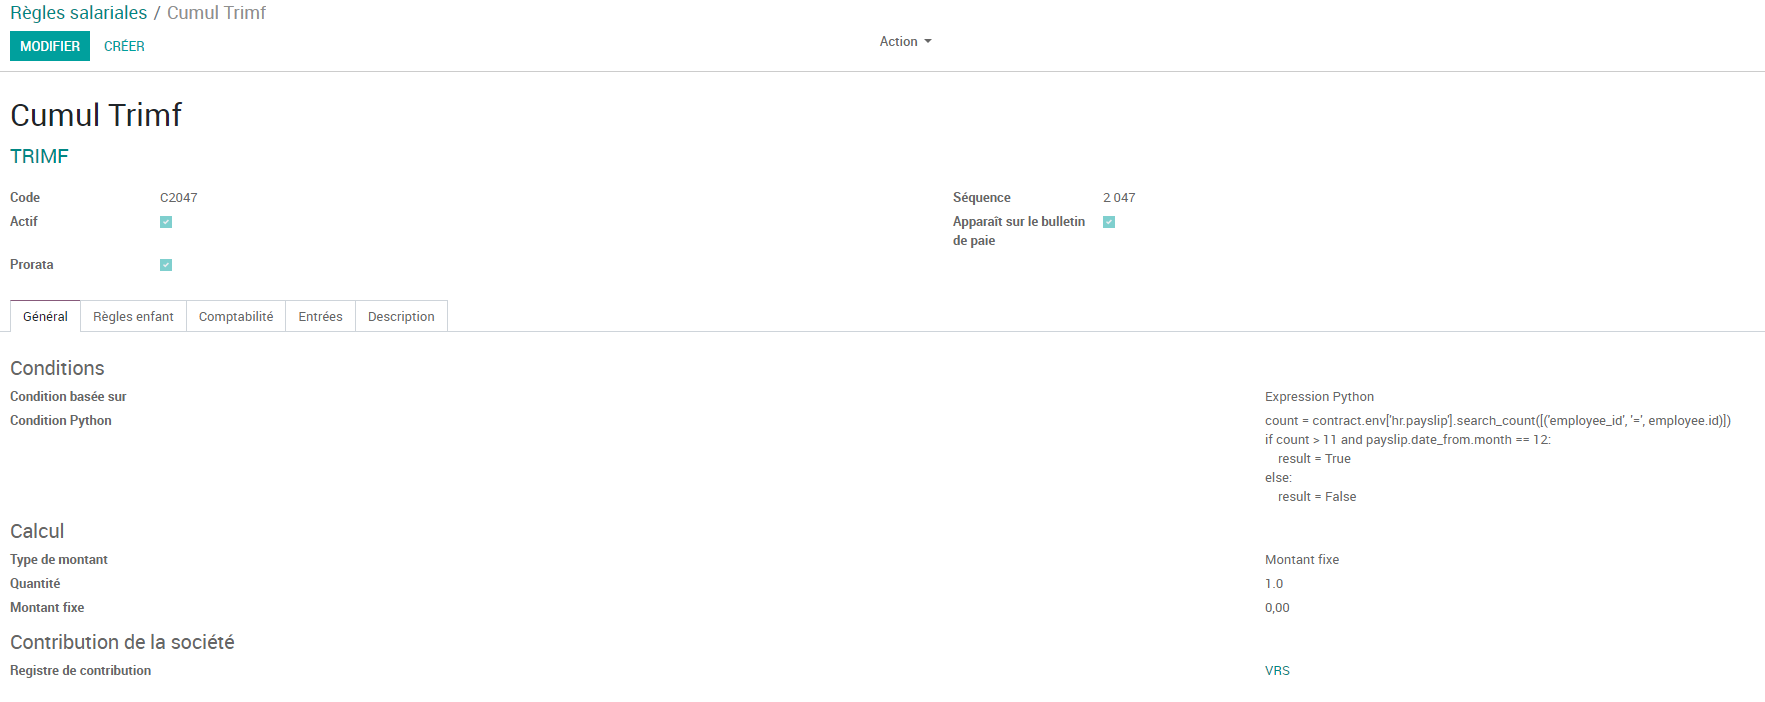 Règles salariales / Cumul Trimf
MODIFIER CRÉER Action
Cumul Trimf
TRIMF
Code C2047 Séquence 2 047
Actif Apparaît sur le bulletin
de paie
Prorata
Général Règles enfant Comptabilité Entrées Description
Conditions
Condition basée sur Expression Python
Condition Python count = contract.env['hr.payslip'].search_count([('employee_id', '=', employee.id)])
if count > 11 and payslip.date_from.month == 12:
    result = True
else:
    result = False
Calcul
Type de montant Montant fixe
Quantité 1.0
Montant fixe 0,00
Contribution de la société
Registre de contribution VRS